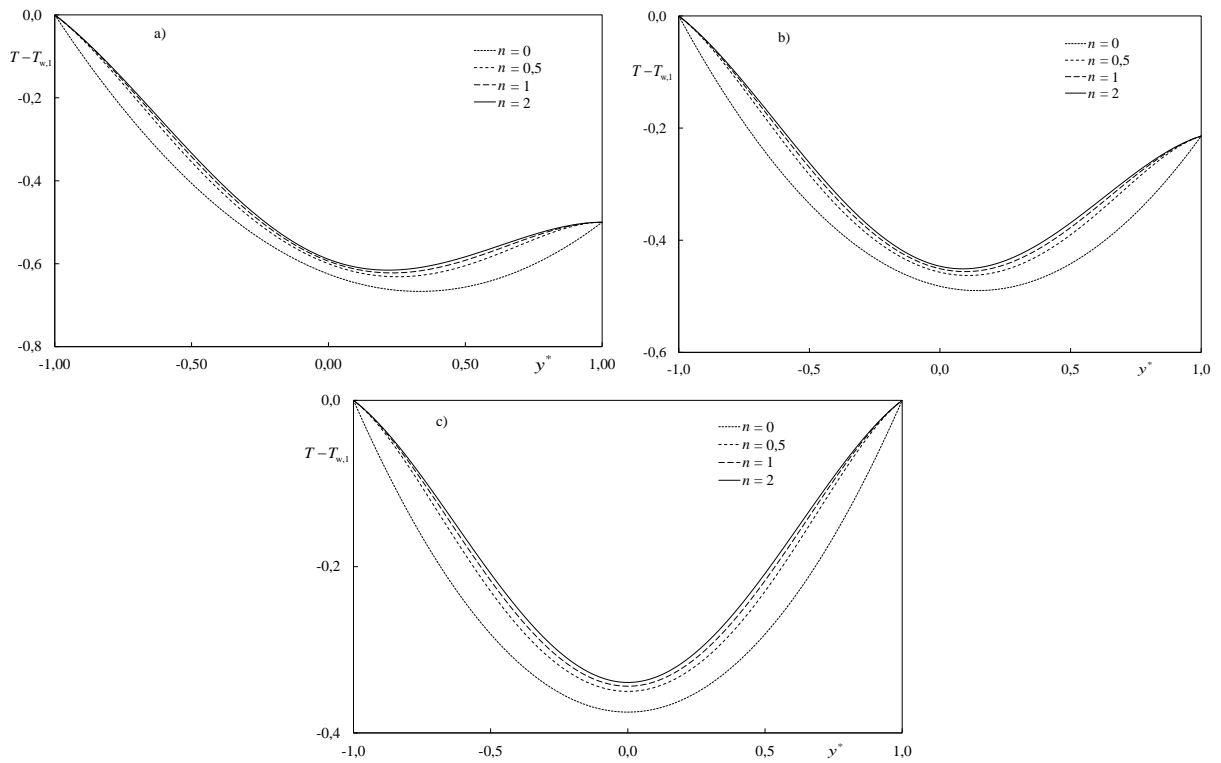 a)
0,0
-0,2
-0,4
-0,6
-0,8
T – Tw,1
n = 0
n = 0,5
n = 1
n = 2
-1,00
-0,50
0,00
0,50
y*
1,00
b)
0,0
-0,2
-0,4
-0,6
T – Tw,1
n = 0
n = 0,5
n = 1
n = 2
-1,0
-0,5
0,0
0,5
y*
1,0
c)
0,0
-0,2
-0,4
T – Tw,1
n = 0
n = 0,5
n = 1
n = 2
-1,0
-0,5
0,0
0,5
y*
1,0